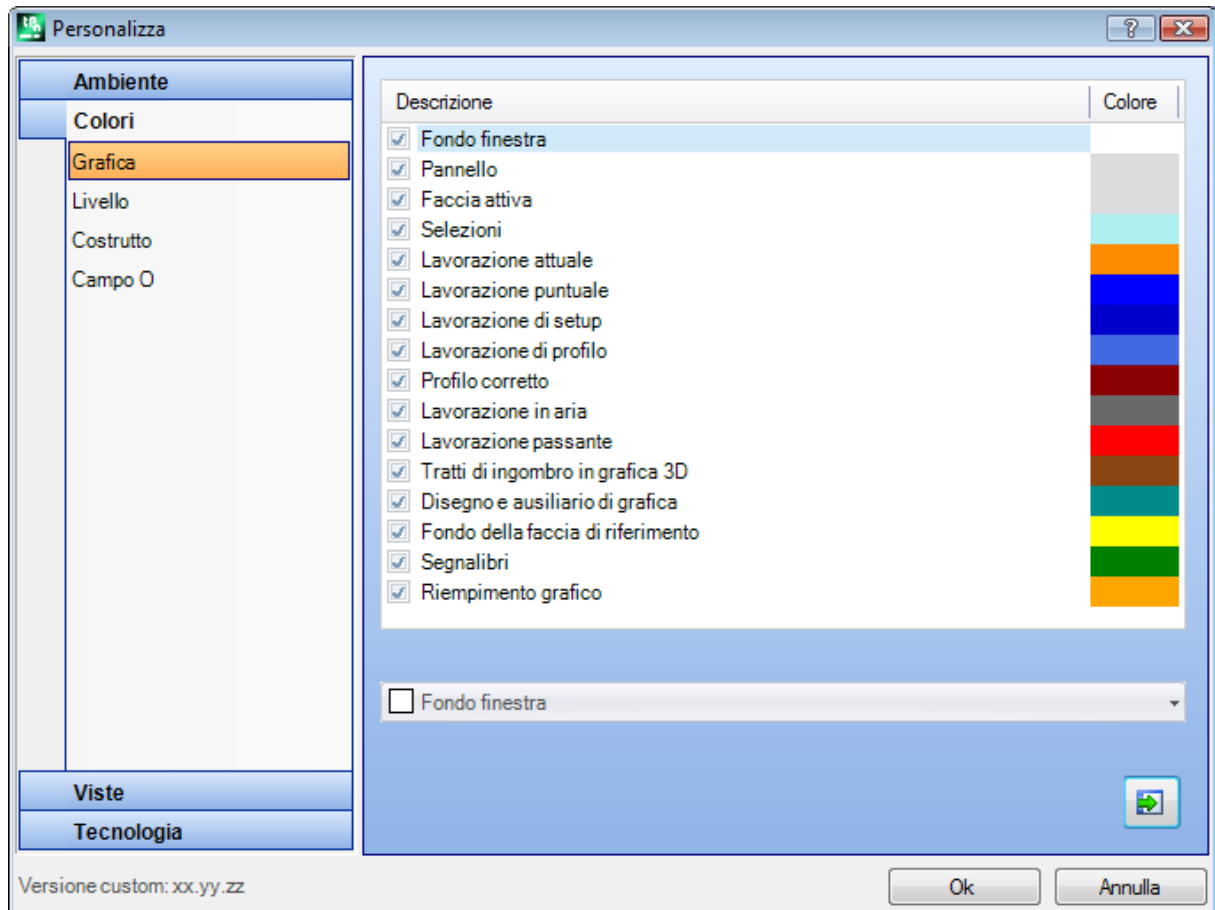 Personalizza
Ambiente
Colori
Grafica
Livello
Costrutto
Campo O
Viste
Tecnologia
Descrizione Colore
Fondo finestra
Pannello
Faccia attiva
Selezioni
Lavorazione attuale
Lavorazione puntuale
Lavorazione di setup
Lavorazione di profilo
Profilo corretto
Lavorazione in aria
Lavorazione passante
Tratti di ingombro in grafica 3D
Disegno e ausiliario di grafica
Fondo della faccia di riferimento
Segnalibri
Riempimento grafico
Fondo finestra
Versione custom: xx.yy.zz
Ok Annulla